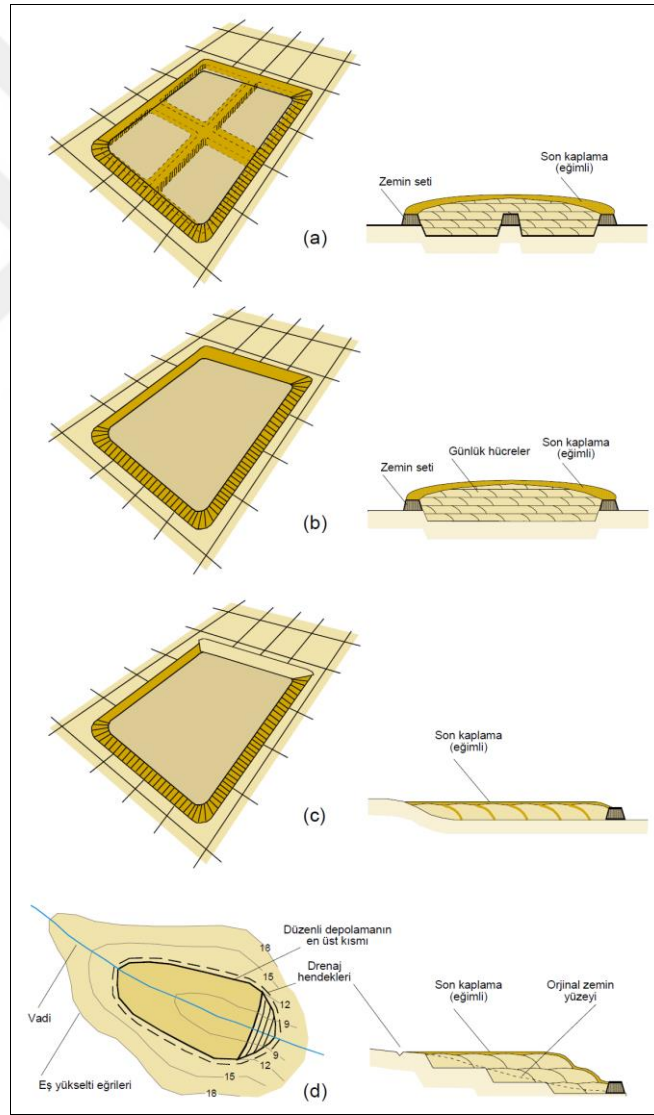 Son kaplama
(eğimli)
Zemin seti
(a)
Günlük hücreler
Son kaplama
(eğimli)
Zemin seti
(b)
Son kaplama
(eğimli)
(c)
Düzenli depolamanın
en üst kısmı
Drenaj
hendekleri
Vadi
Eş yükselti eğrileri
18
15
12
9
9
12
15
18
Son kaplama
(eğimli)
Orjinal zemin
yüzeyi
(d)